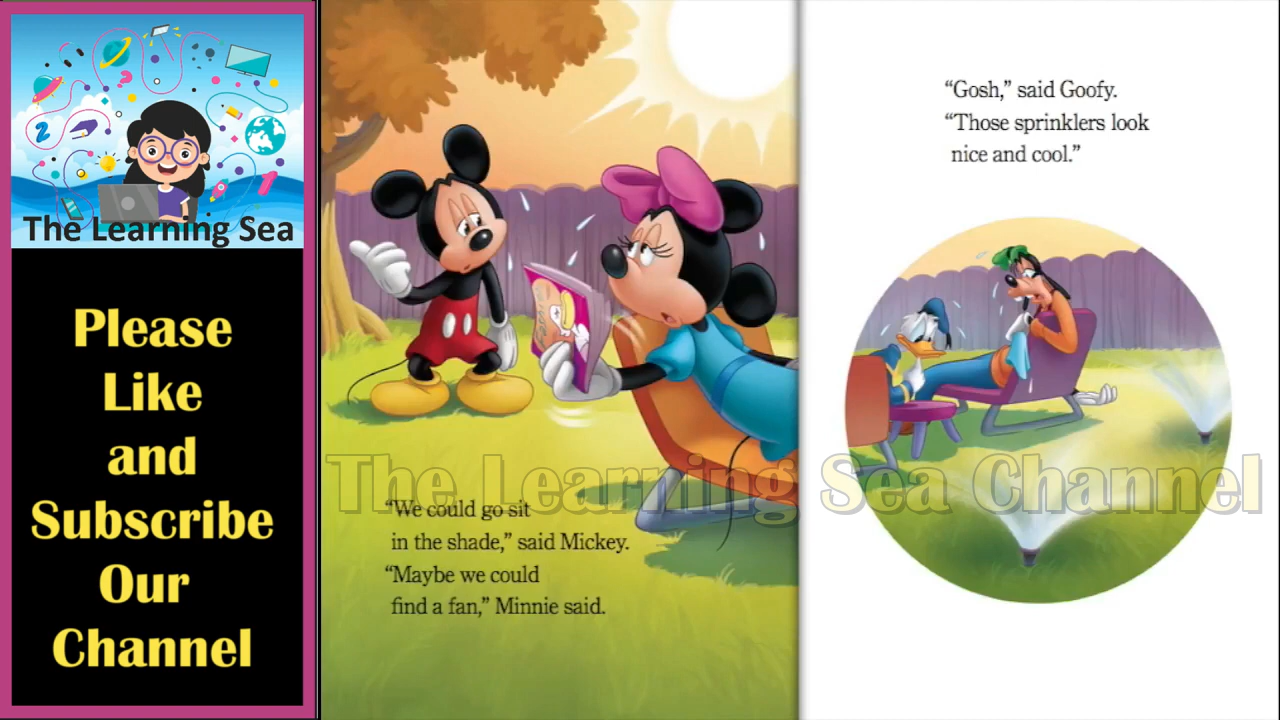 The Learning Sea
Please
Like
and
Subscribe
Our
Channel
“We could go sit
in the shade,” said Mickey.
“Maybe we could
find a fan,” Minnie said.
“Gosh,” said Goofy.
“Those sprinklers look
nice and cool.”
The Learning Sea Channel
2
1